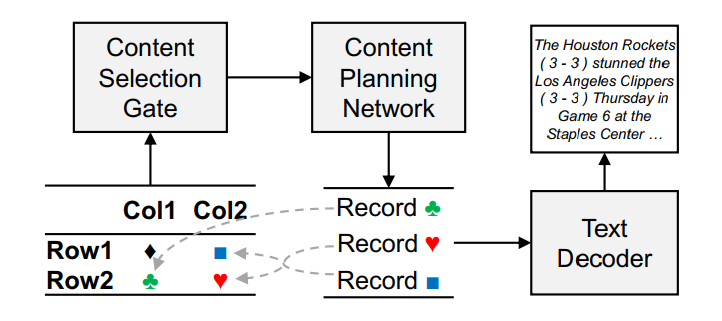 Content
Selection
Gate
Content
Planning
Network
The Houston Rockets
( 3 - 3 ) stunned the
Los Angeles Clippers
( 3 - 3 ) Thursday in
Game 6 at the
Staples Center …
Col1 Col2
Row1 ♦ ■
Row2 ♣ ♥
Record ♣
Record ♥
Record ■
Text
Decoder